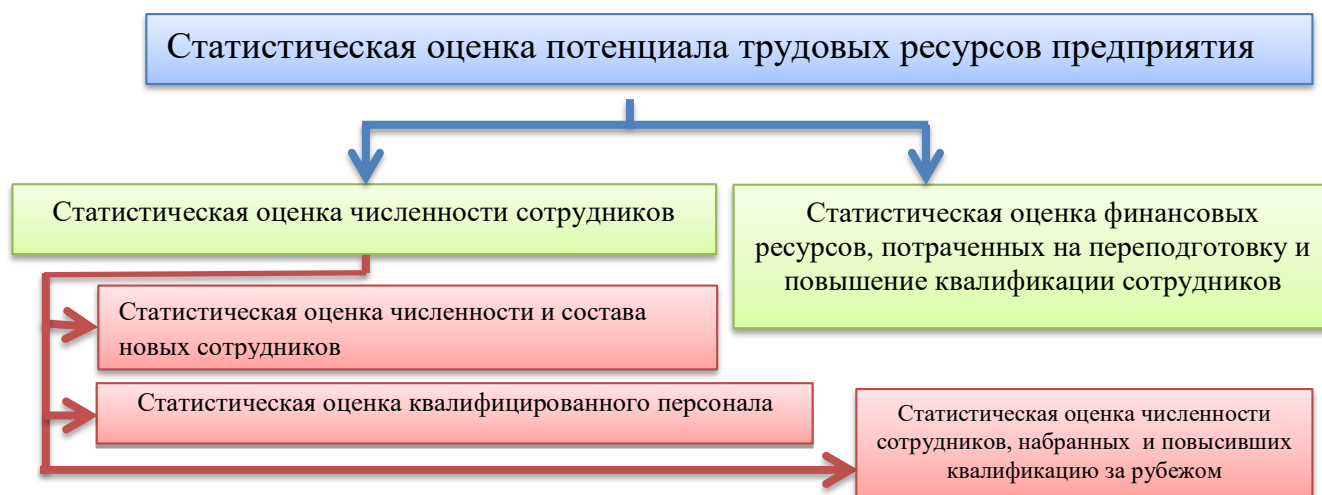 Статистическая оценка потенциала трудовых ресурсов предприятия
Статистическая оценка численности сотрудников
Статистическая оценка финансовых
ресурсов, потраченных на переподготовку и
повышение квалификации сотрудников
Статистическая оценка численности и состава
новых сотрудников
Статистическая оценка квалифицированного персонала
Статистическая оценка численности
сотрудников, набранных и повысивших
квалификацию за рубежом